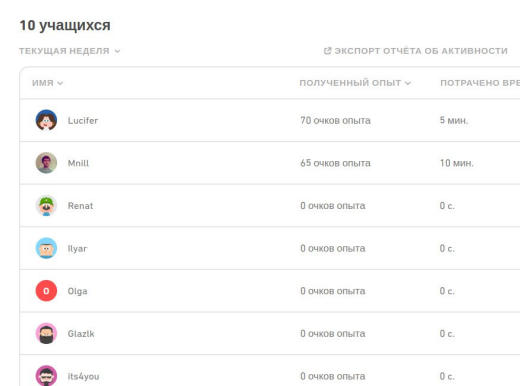 10 учащихся
ТЕКУЩАЯ НЕДЕЛЯ ЭКСПОРТ ОТЧЁТА ОБ АКТИВНОСТИ
ИМЯ ПОЛУЧЕННЫЙ ОПЫТ ПОТРАЧЕНО ВРЕ
Lucifer 70 очков опыта 5 мин.
Mnill 65 очков опыта 10 мин.
Renat 0 очков опыта 0 с.
Ilyar 0 очков опыта 0 с.
O Olga 0 очков опыта 0 с.
Glazlk 0 очков опыта 0 с.
its4you 0 очков опыта 0 с.